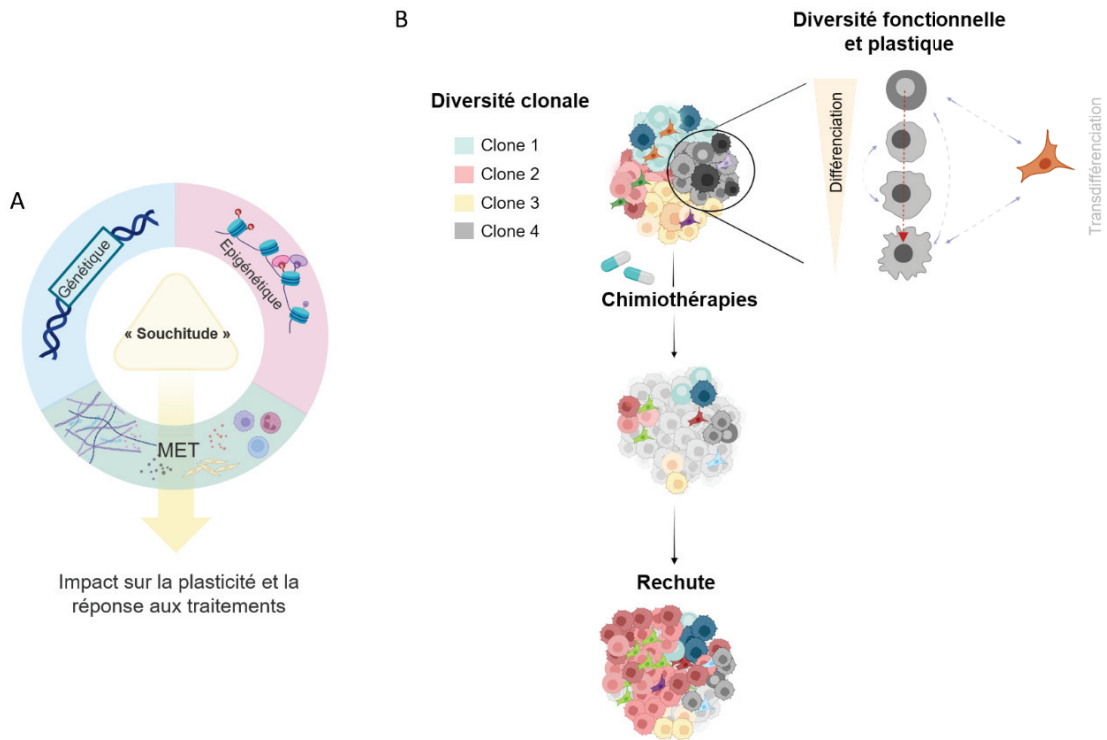 A
Génétique
Epigénétique
« Souchitude »
MET
Impact sur la plasticité et la
réponse aux traitements
B
Diversité clonale
Clone 1
Clone 2
Clone 3
Clone 4
Diversité fonctionnelle
et plastique
Différenciation
Transdifférenciation
Chimiothérapies
Rechute